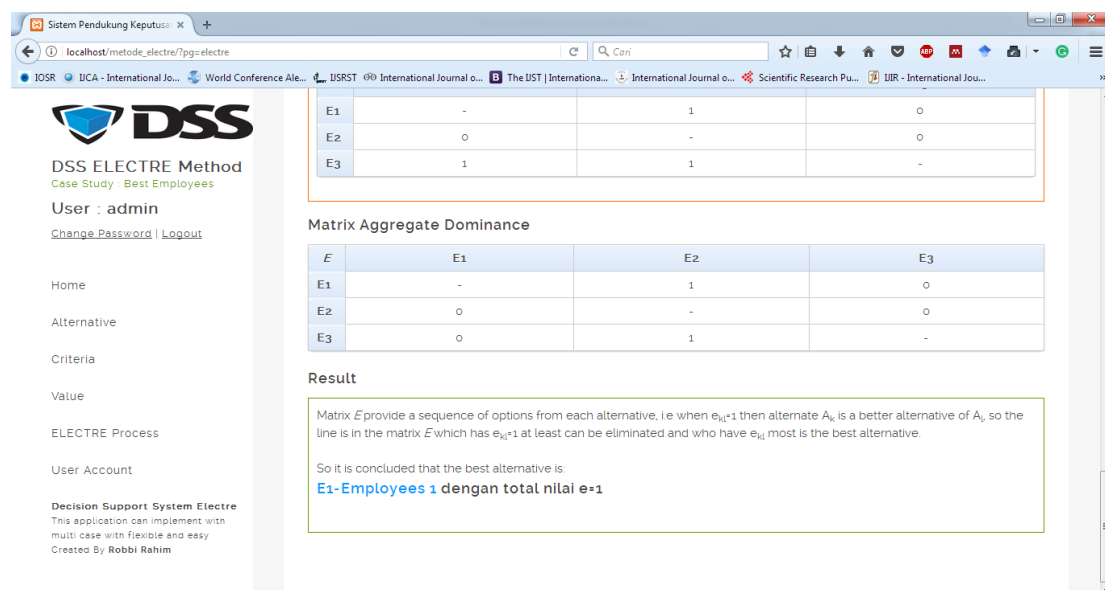 Sistem Pendukung Keputusa
localhost/metode_electre/?pg=electre
Cari
IOSR
IJCA - International Jo...
World Conference Ale...
IJSRST
International Journal o...
The IJST | Internationa...
International Journal o...
Scientific Research Pu...
IJIR - International Jou...
DSS
DSS ELECTRE Method
Case Study : Best Employees
User : admin
Change Password | Logout
Home
Alternative
Criteria
Value
ELECTRE Process
User Account
Decision Support System Electre
This application can implement with
multi case with flexible and easy
Created By Robbi Rahim
E1 - 1 0
E2 0 - 0
E3 1 1 -
Matrix Aggregate Dominance
E E1 E2 E3
E1 - 1 0
E2 0 - 0
E3 0 1 -
Result
Matrix E provide a sequence of options from each alternative, i.e when ekl=1 then alternate Ak is a better alternative of Al, so the
line is in the matrix E which has ekl=1 at least can be eliminated and who have ekl most is the best alternative.
So it is concluded that the best alternative is:
E1-Employees 1 dengan total nilai e=1